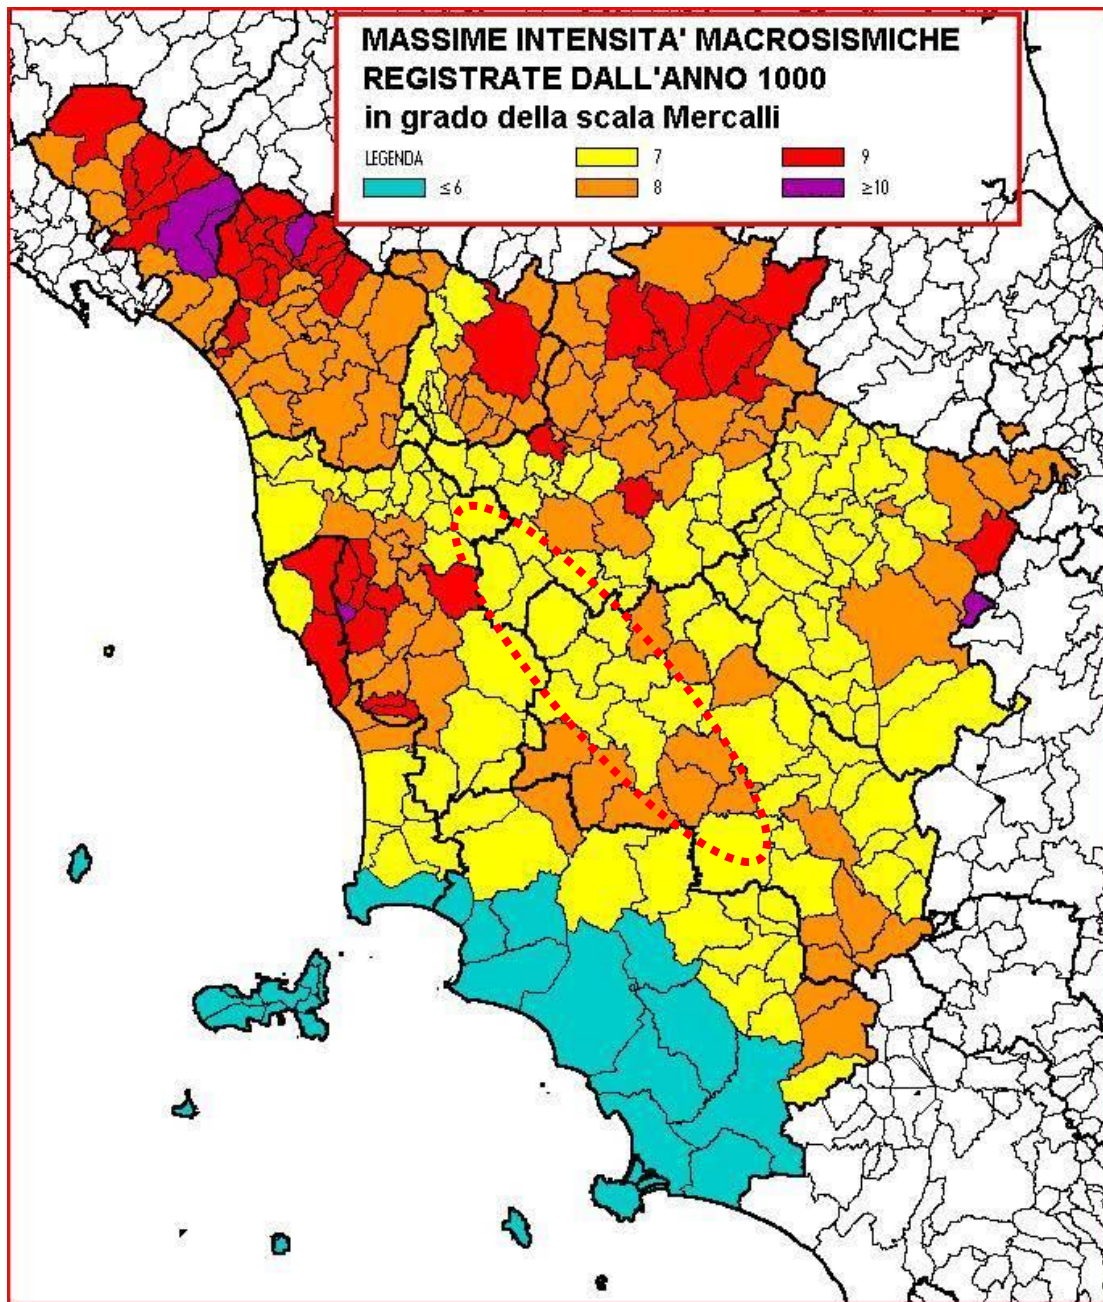 MASSIME INTENSITA' MACROSISMICHE
REGISTRATE DALL'ANNO 1000
in grado della scala Mercalli
LEGENDA
≤6
7
8
9
≥10